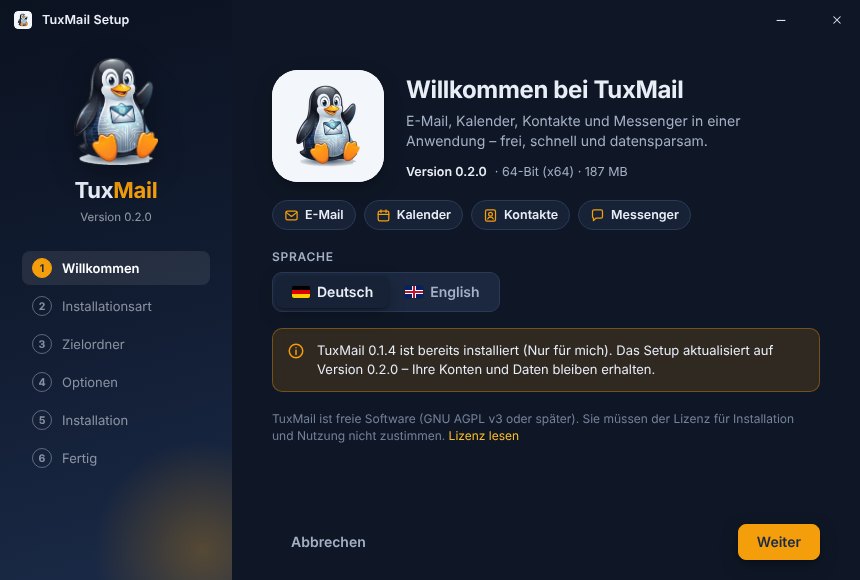 TuxMail Setup
TuxMail
Version 0.2.0
1 Willkommen
2 Installationsart
3 Zielordner
4 Optionen
5 Installation
6 Fertig
Willkommen bei TuxMail
E-Mail, Kalender, Kontakte und Messenger in einer
Anwendung – frei, schnell und datensparsam.
Version 0.2.0 · 64-Bit (x64) · 187 MB
E-Mail Kalender Kontakte Messenger
SPRACHE
Deutsch English
TuxMail 0.1.4 ist bereits installiert (Nur für mich). Das Setup aktualisiert auf
Version 0.2.0 – Ihre Konten und Daten bleiben erhalten.
TuxMail ist freie Software (GNU AGPL v3 oder später). Sie müssen der Lizenz für Installation
und Nutzung nicht zustimmen. Lizenz lesen
Abbrechen Weiter